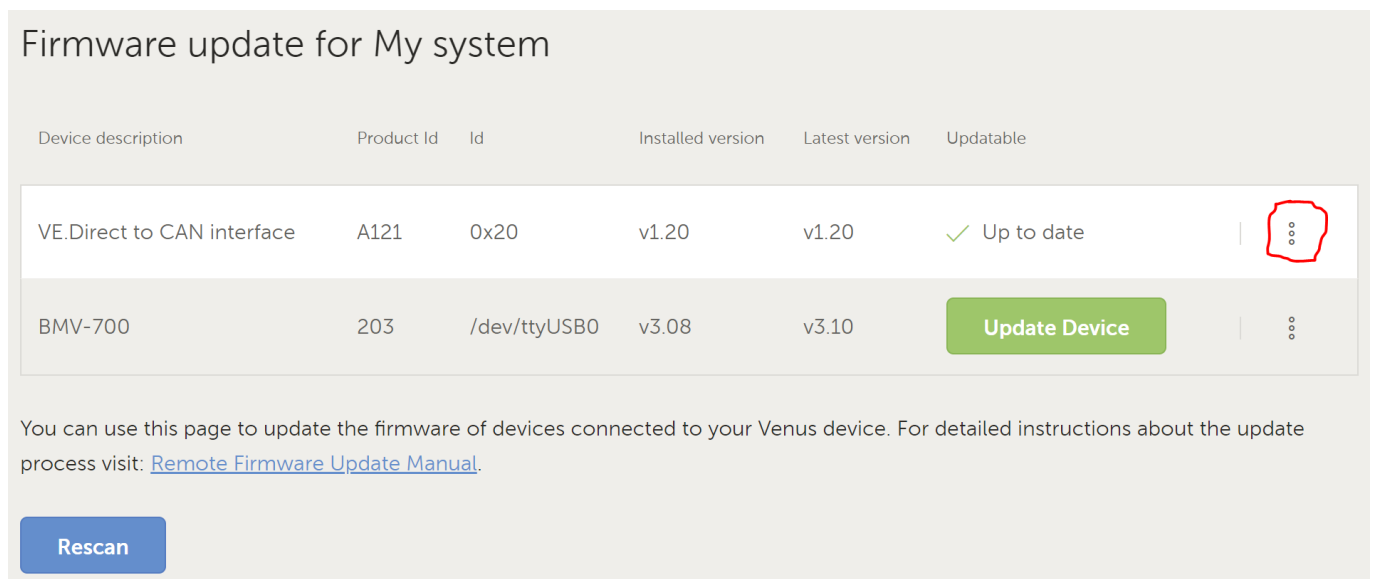 Firmware update for My system
Device description Product Id Id Installed version Latest version Updatable
VE.Direct to CAN interface A121 0x20 v1.20 v1.20 Up to date
BMV-700 203 /dev/ttyUSB0 v3.08 v3.10 Update Device
You can use this page to update the firmware of devices connected to your Venus device. For detailed instructions about the update
process visit: Remote Firmware Update Manual.
Rescan